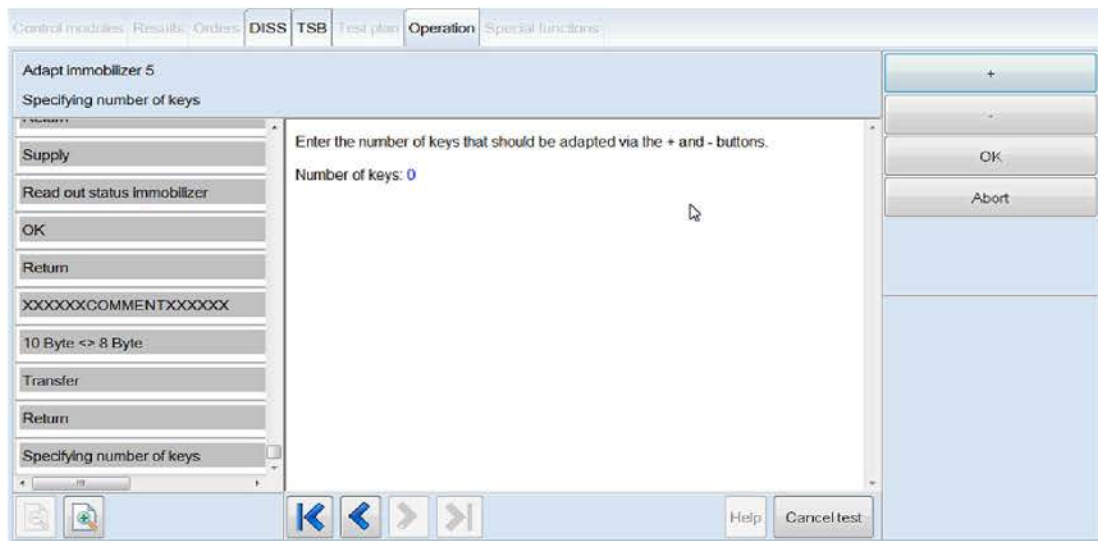 Control modules Results Orders DISS TSB Test plan Operation Special functions
Adapt immobilizer 5
Specifying number of keys
+
-
OK
Abort
Return
Supply
Read out status immobilizer
OK
Return
XXXXXXCOMMENTXXXXXX
10 Byte <> 8 Byte
Transfer
Return
Specifying number of keys
Enter the number of keys that should be adapted via the + and - buttons.
Number of keys: 0
Help
Cancel test